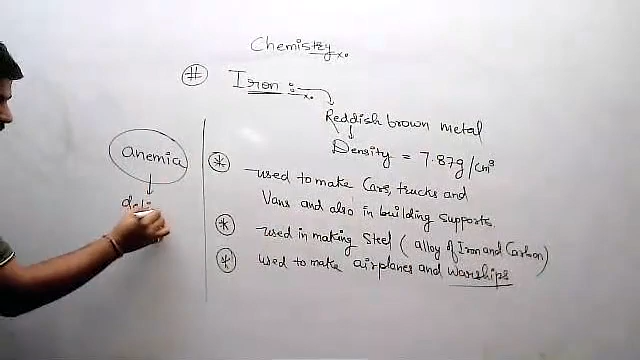 Chemistry
# Iron :
Reddish brown metal
Density = 7.87g/cm³
anemia
* used to make Cars, trucks and
Vans and also in building supports.
* used in making Steel (alloy of Iron and Carbon)
* used to make airplanes and warships